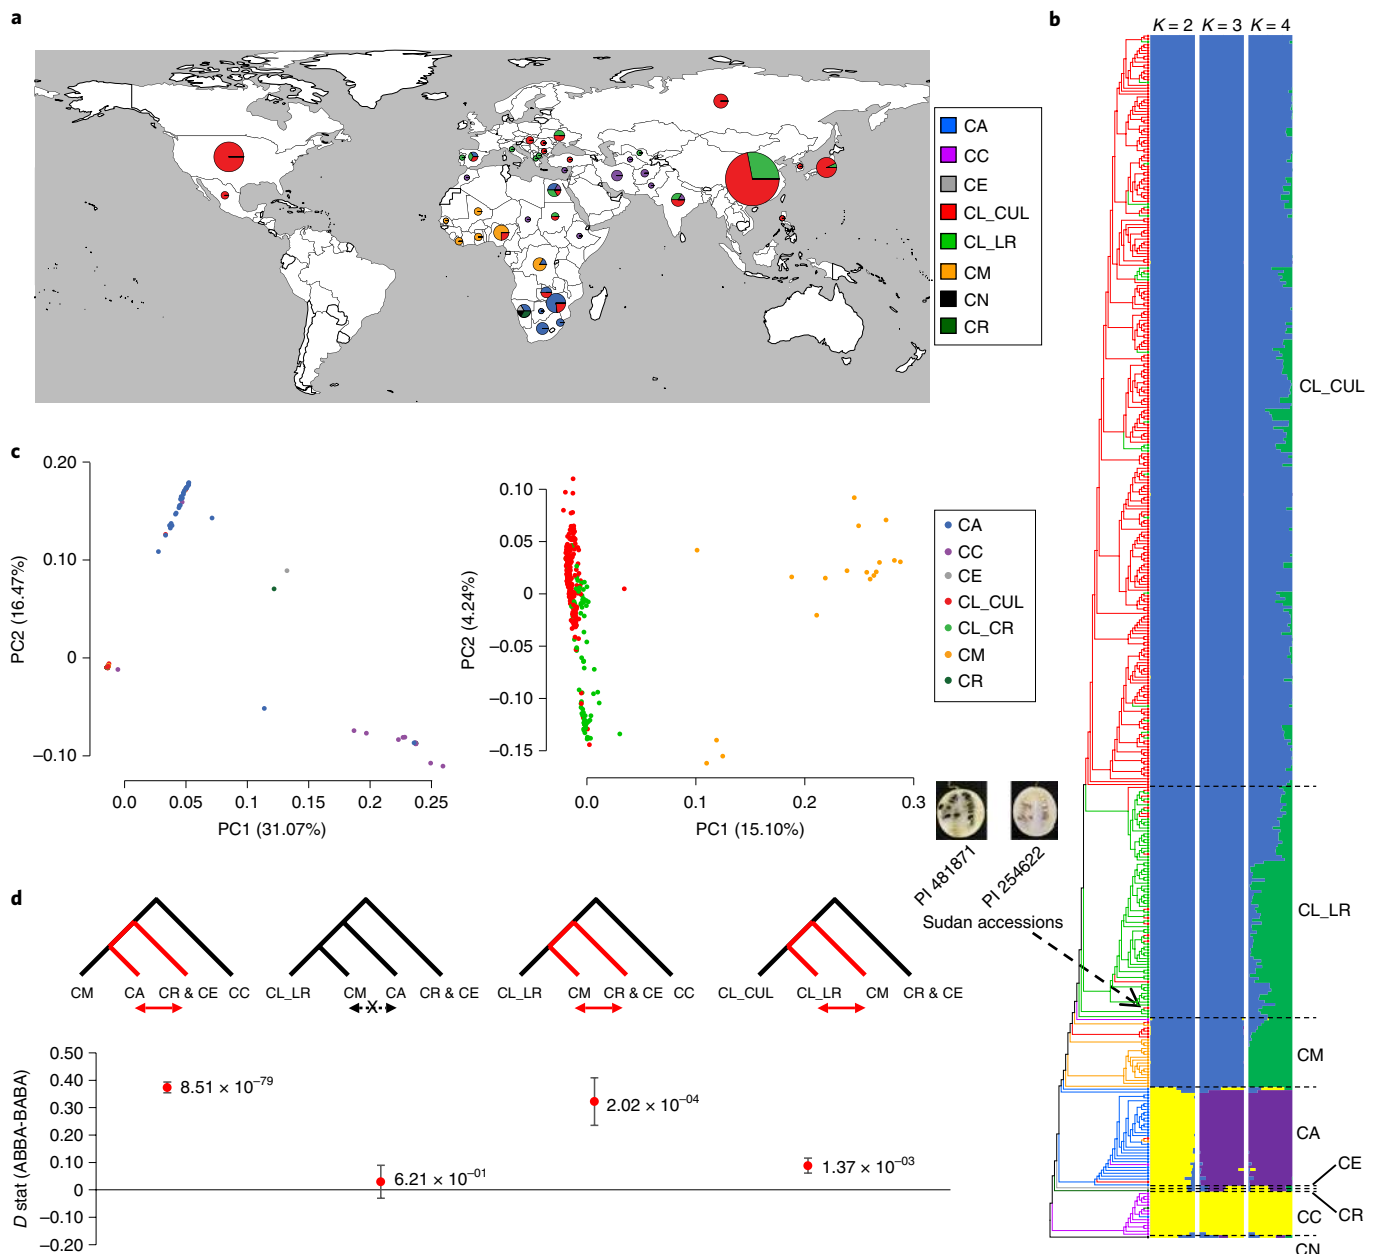 a
CA
CC
CE
CL_CUL
CL_LR
CM
CN
CR
b
K = 2 K = 3 K = 4
CL_CUL
CL_LR
CM
CA
CE
CR
CC
CN
c
0.20
0.10
0
–0.10
PC2 (16.47%)
0.0 0.05 0.10 0.15 0.2 0.25
PC1 (31.07%)
0.10
0.05
0
–0.05
–0.10
–0.15
PC2 (4.24%)
0.0 0.1 0.2 0.3
PC1 (15.10%)
CA
CC
CE
CL_CUL
CL_CR
CM
CR
PI 481871
PI 254622
Sudan accessions
d
CM CA CR & CE CC
CL_LR CM CA CR & CE
X
CL_LR CM CR & CE CC
CL_CUL CL_LR CM CR & CE
0.50
0.40
0.30
0.20
0.10
0
–0.10
–0.20
D stat (ABBA-BABA)
8.51 × 10–79
6.21 × 10–01
2.02 × 10–04
1.37 × 10–03